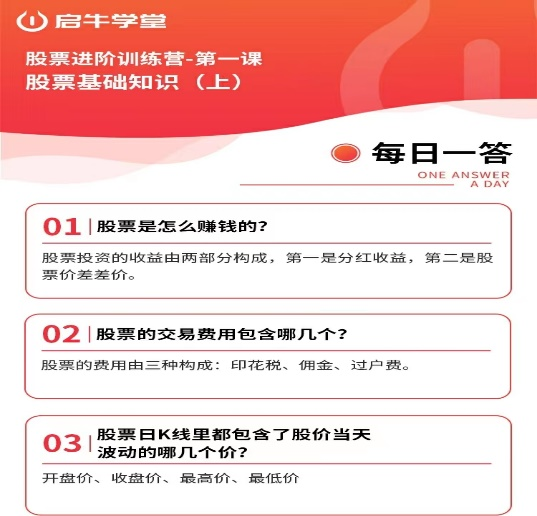 启牛学堂
股票进阶训练营-第一课
股票基础知识（上）
每日一答
ONE ANSWER
A DAY
01 股票是怎么赚钱的?
股票投资的收益由两部分构成，第一是分红收益，第二是股
票价差差价。
02 股票的交易费用包含哪几个?
股票的费用由三种构成：印花税、佣金、过户费。
03 股票日K线里都包含了股价当天
波动的哪几个价?
开盘价、收盘价、最高价、最低价